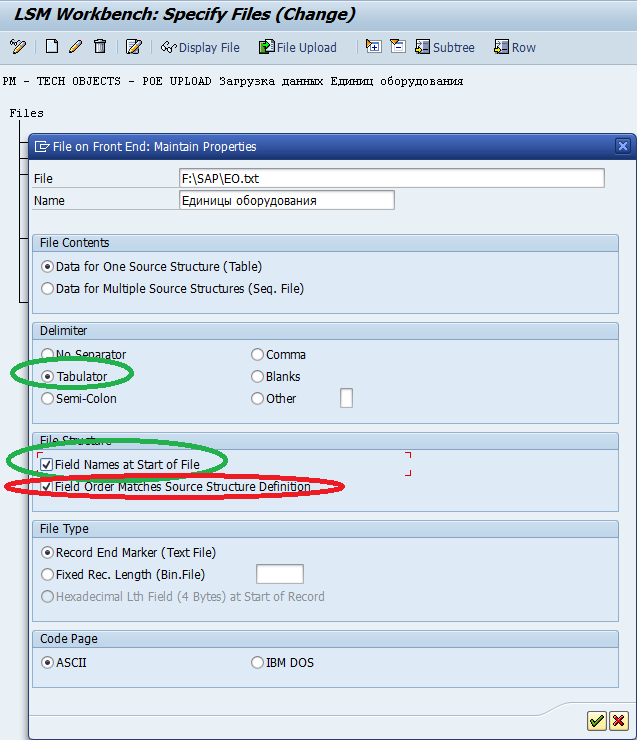 LSM Workbench: Specify Files (Change)
Display File File Upload Subtree Row
PM - TECH OBJECTS - POE UPLOAD Загрузка данных Единиц оборудования
Files
File on Front End: Maintain Properties
File F:\SAP\EO.txt
Name Единицы оборудования
File Contents
Data for One Source Structure (Table)
Data for Multiple Source Structures (Seq. File)
Delimiter
No Separator Comma
Tabulator Blanks
Semi-Colon Other
File Structure
Field Names at Start of File
Field Order Matches Source Structure Definition
File Type
Record End Marker (Text File)
Fixed Rec. Length (Bin.File)
Hexadecimal Lth Field (4 Bytes) at Start of Record
Code Page
ASCII IBM DOS